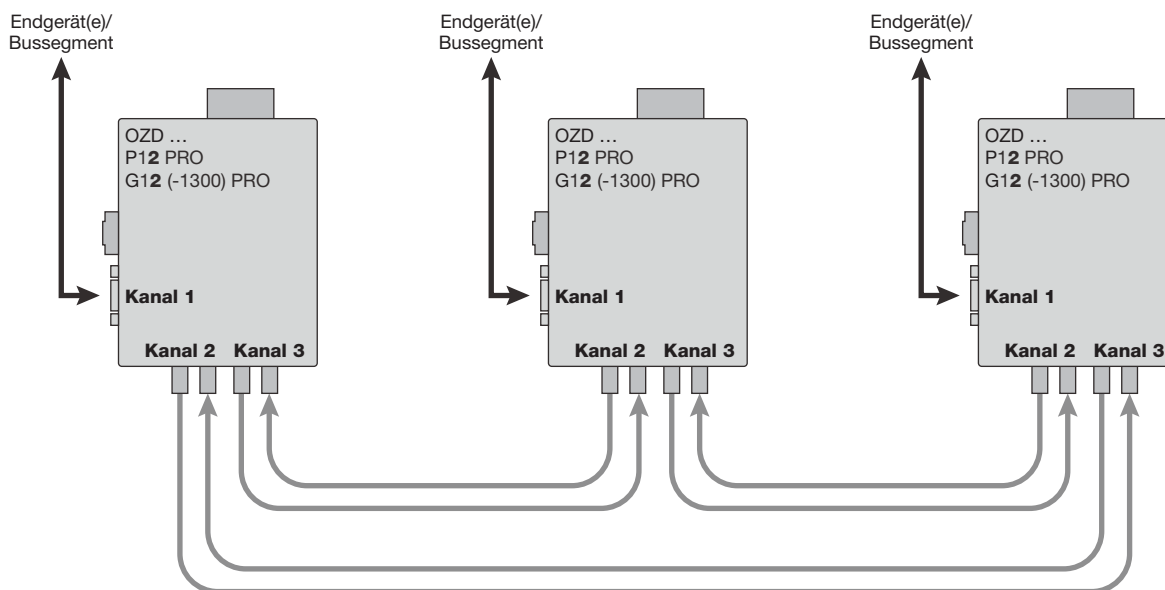 Endgerät(e)/
Bussegment
Endgerät(e)/
Bussegment
Endgerät(e)/
Bussegment
OZD ...
P12 PRO
G12 (-1300) PRO
Kanal 1
Kanal 2 Kanal 3
OZD ...
P12 PRO
G12 (-1300) PRO
Kanal 1
Kanal 2 Kanal 3
OZD ...
P12 PRO
G12 (-1300) PRO
Kanal 1
Kanal 2 Kanal 3